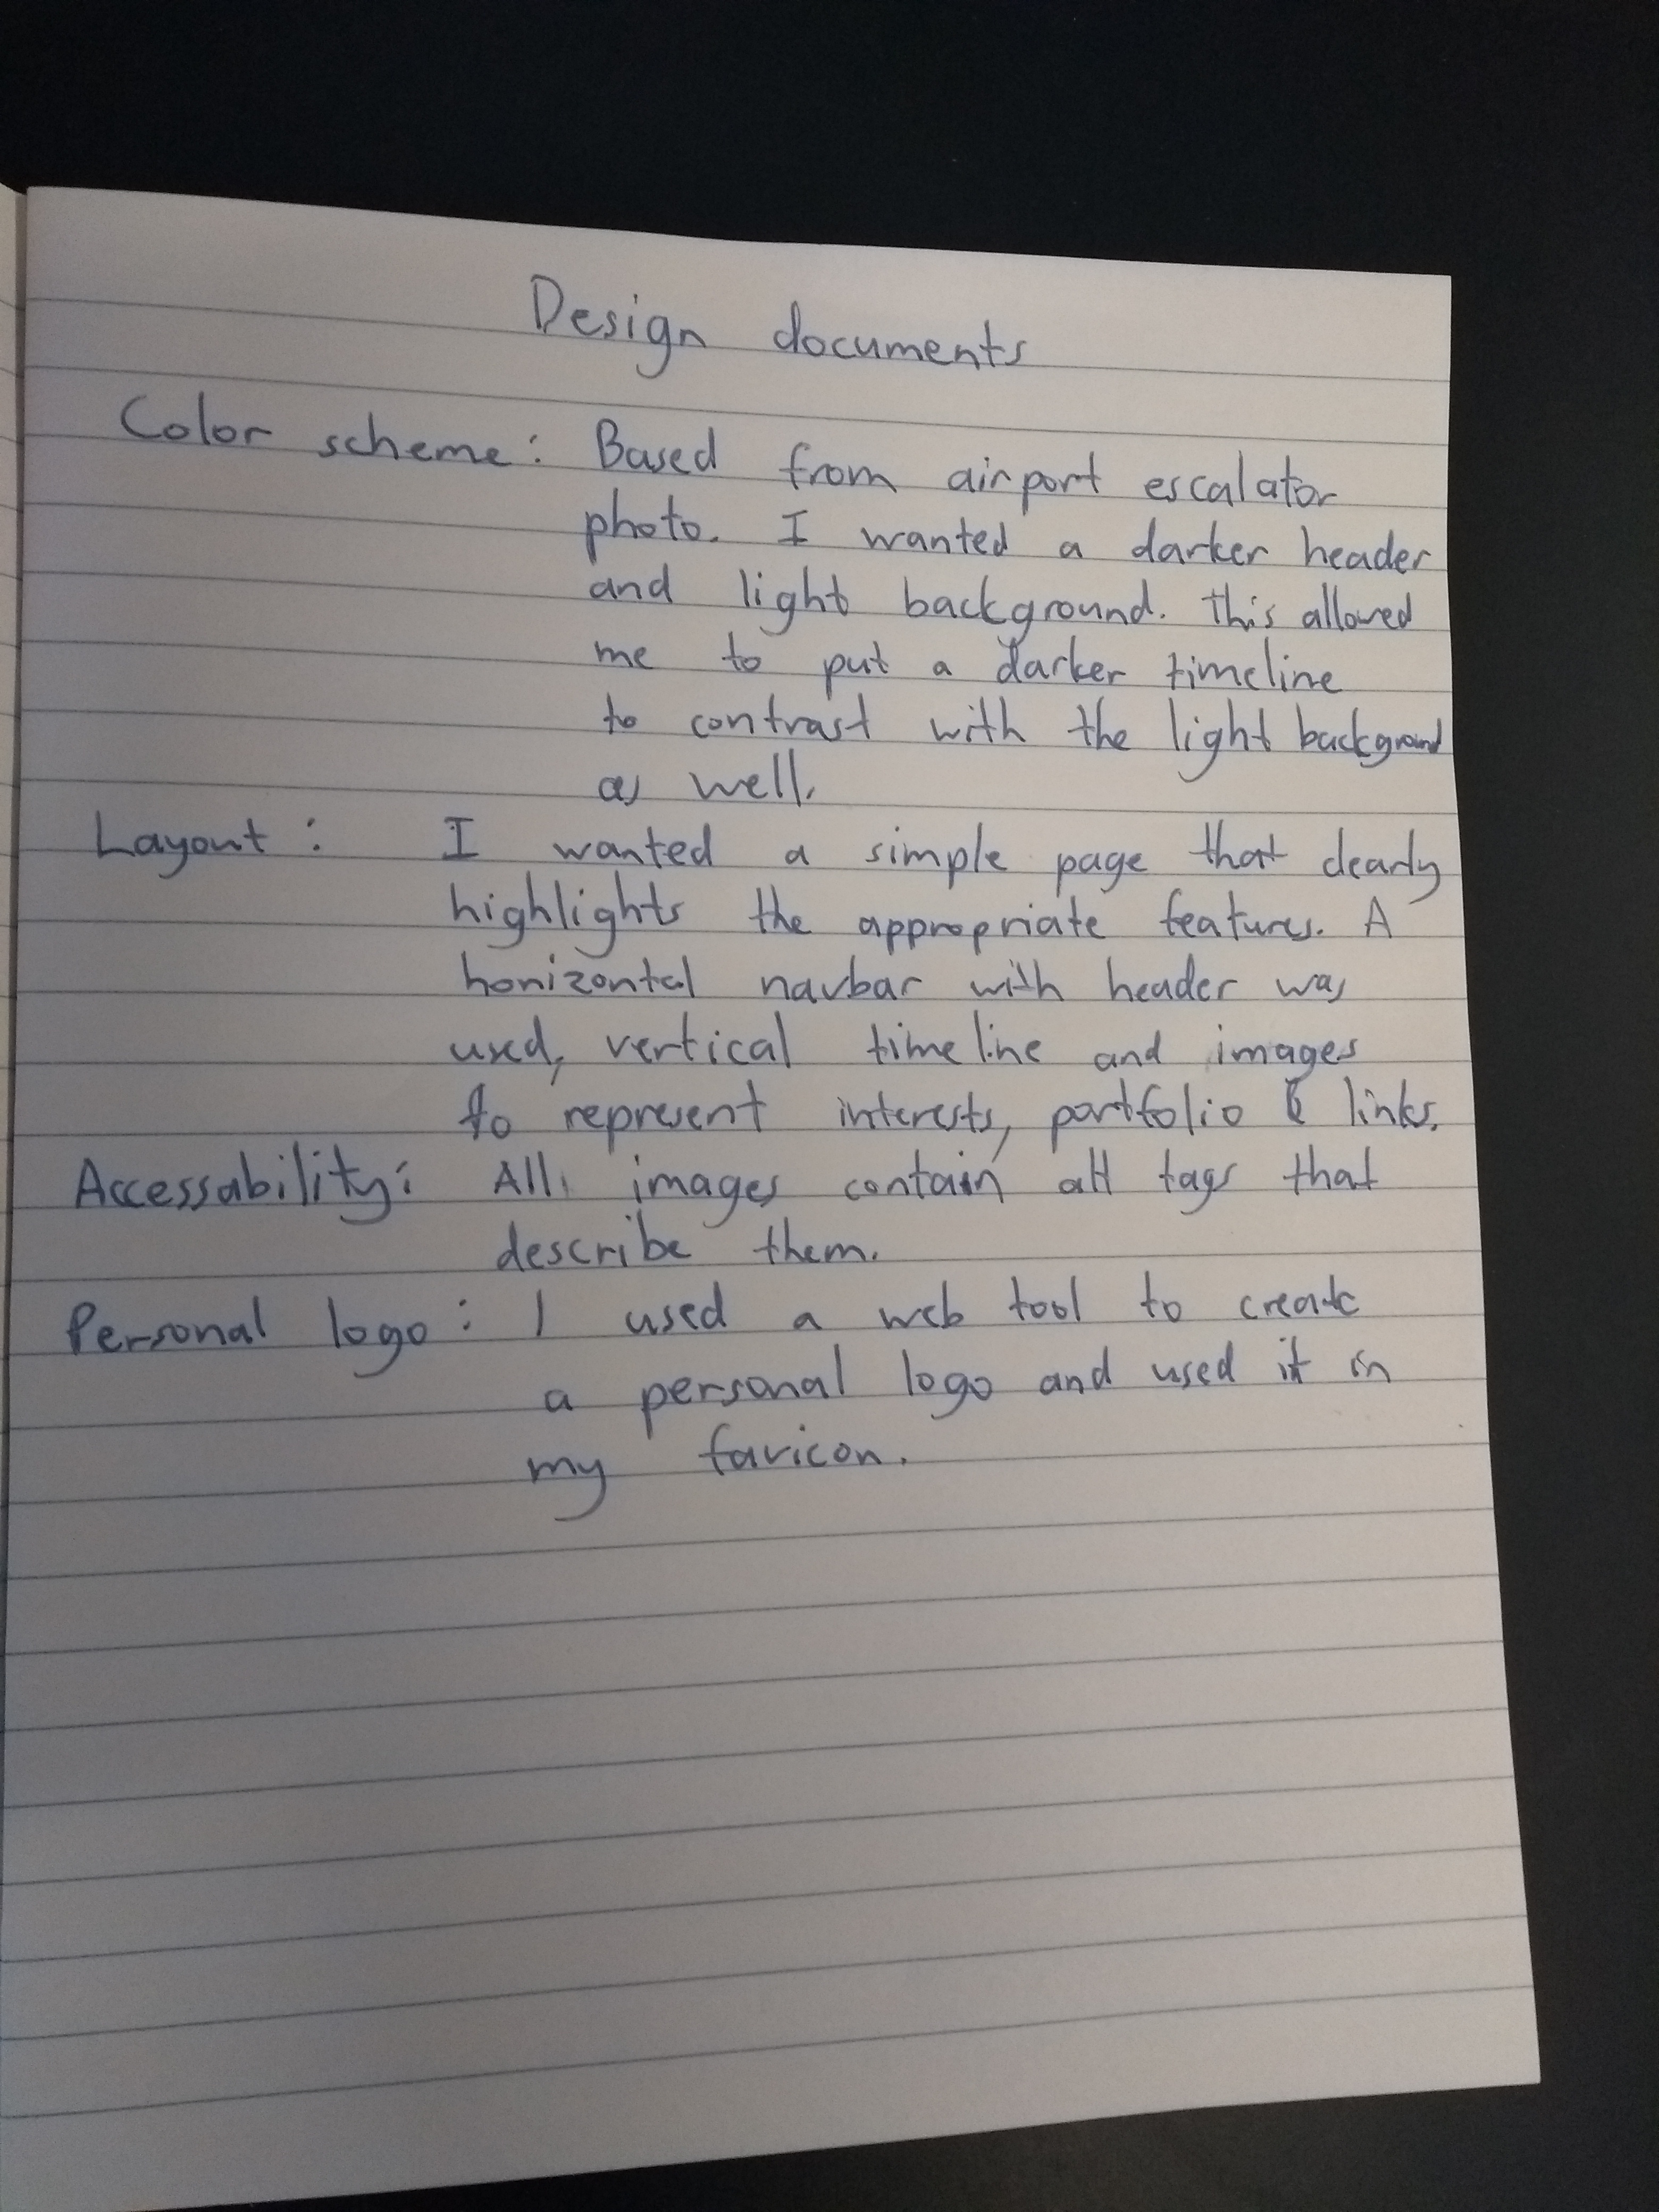 Design documents
Color scheme: Based from airport escalator
photo. I wanted a darker header
and light background. This allowed
me to put a darker timeline
to contrast with the light background
as well.
Layout: I wanted a simple page that clearly
highlights the appropriate features. A
horizontal navbar with header was
used, vertical timeline and images
to represent interests, portfolio & links.
Accessability: All images contain alt tags that
describe them.
Personal logo: I used a web tool to create
a personal logo and used it in
my favicon.